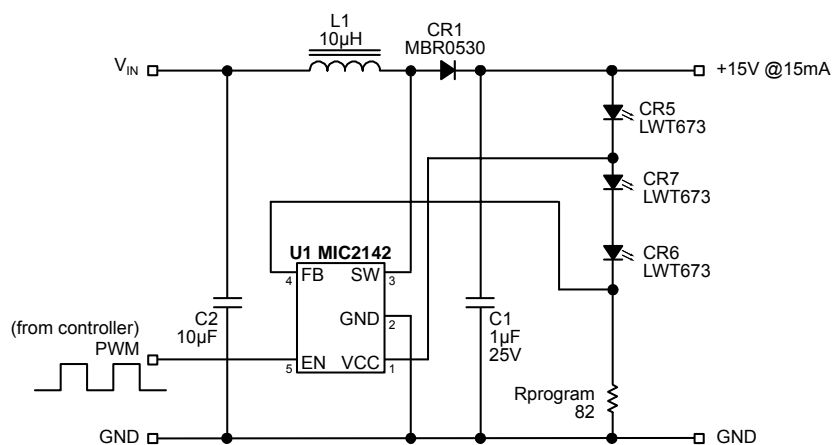 L1
10µH
CR1
MBR0530
VIN
+15V @15mA
CR5
LWT673
CR7
LWT673
U1 MIC2142
CR6
LWT673
FB
SW
4
3
GND
2
C2
10µF
C1
1µF
25V
(from controller)
PWM
EN
VCC
5
1
Rprogram
82
GND
GND